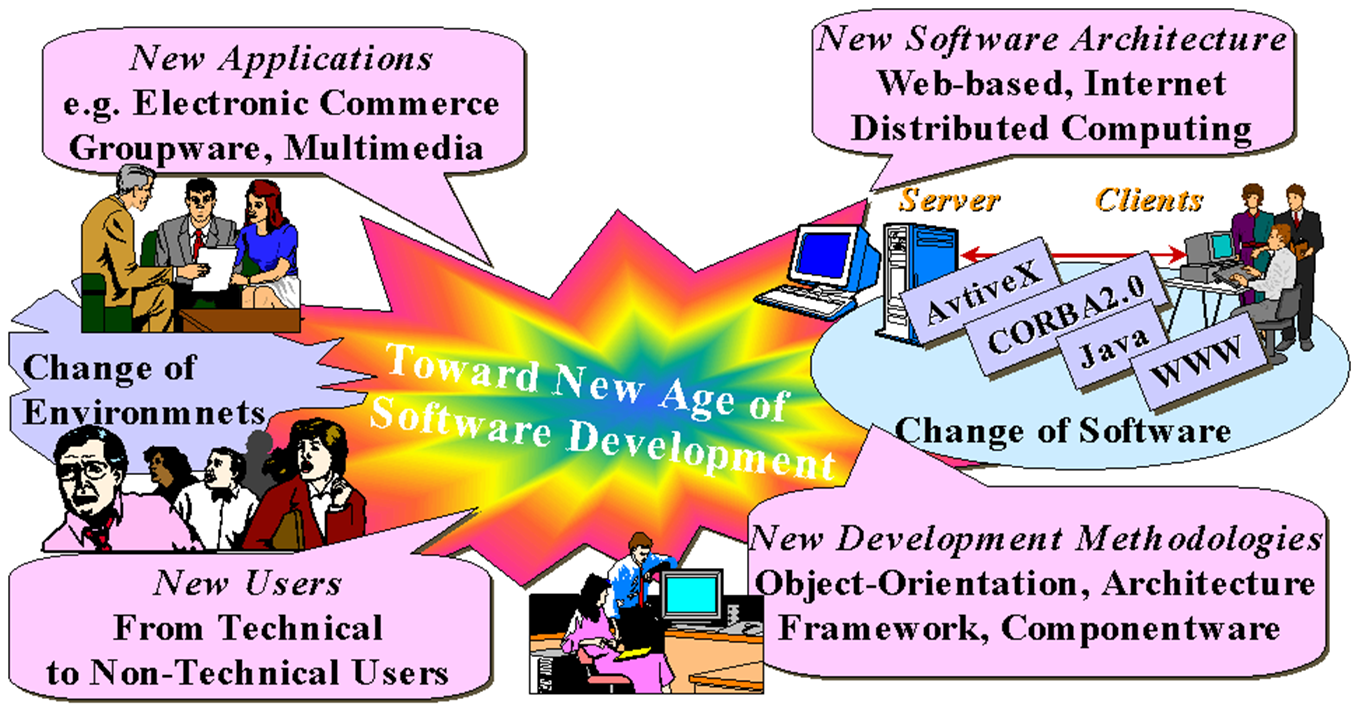 New Applications
e.g. Electronic Commerce
Groupware, Multimedia
New Software Architecture
Web-based, Internet
Distributed Computing
Server
Clients
AvtiveX
CORBA2.0
Java
WWW
Change of Software
Change of
Environmnets
Toward New Age of
Software Development
New Users
From Technical
to Non-Technical Users
New Development Methodologies
Object-Orientation, Architecture
Framework, Componentware